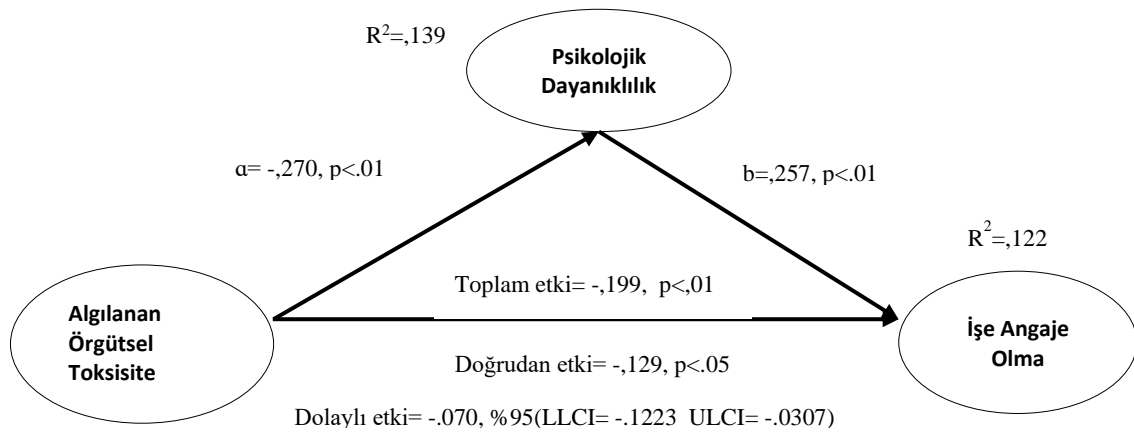 R²=,139
Psikolojik
Dayanıklılık
ɑ= -,270, p<.01
b=,257, p<.01
R²=,122
Toplam etki= -,199, p<,01
Algılanan
Örgütsel
Toksisite
İşe Angaje
Olma
Doğrudan etki= -,129, p<.05
Dolaylı etki= -.070, %95(LLCI= -.1223 ULCI= -.0307)